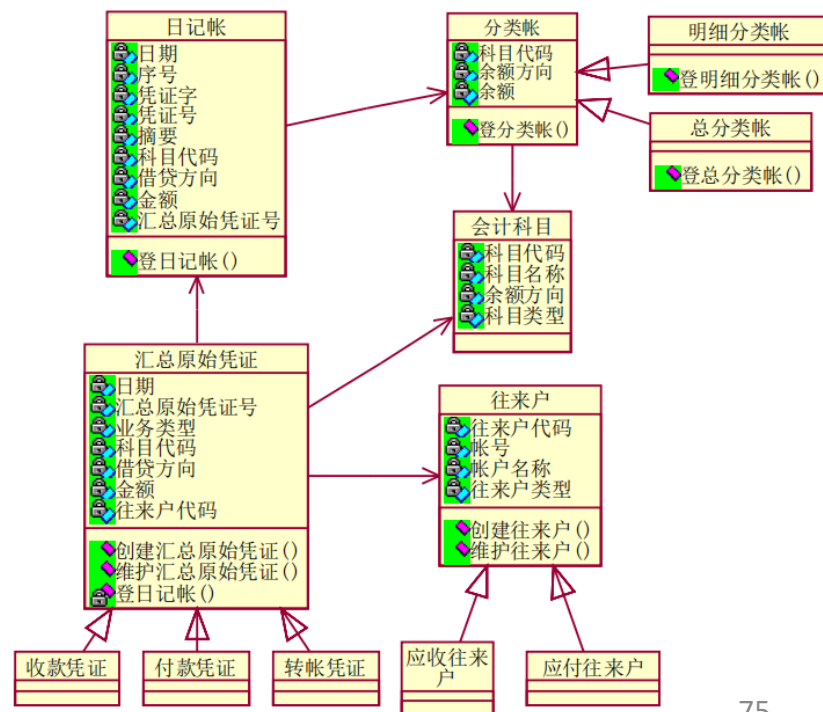 日记帐
日期
序号
凭证字
凭证号
摘要
科目代码
借贷方向
金额
汇总原始凭证号
登日记帐()
分类帐
科目代码
余额方向
余额
登分类帐()
明细分类帐
登明细分类帐()
总分类帐
登总分类帐()
会计科目
科目代码
科目名称
余额方向
科目类型
汇总原始凭证
日期
汇总原始凭证号
业务类型
科目代码
借贷方向
金额
往来户代码
创建汇总原始凭证()
维护汇总原始凭证()
登日记帐()
往来户
往来户代码
帐号
帐户名称
往来户类型
创建往来户()
维护往来户()
收款凭证
付款凭证
转帐凭证
应收往来
户
应付往来户
75